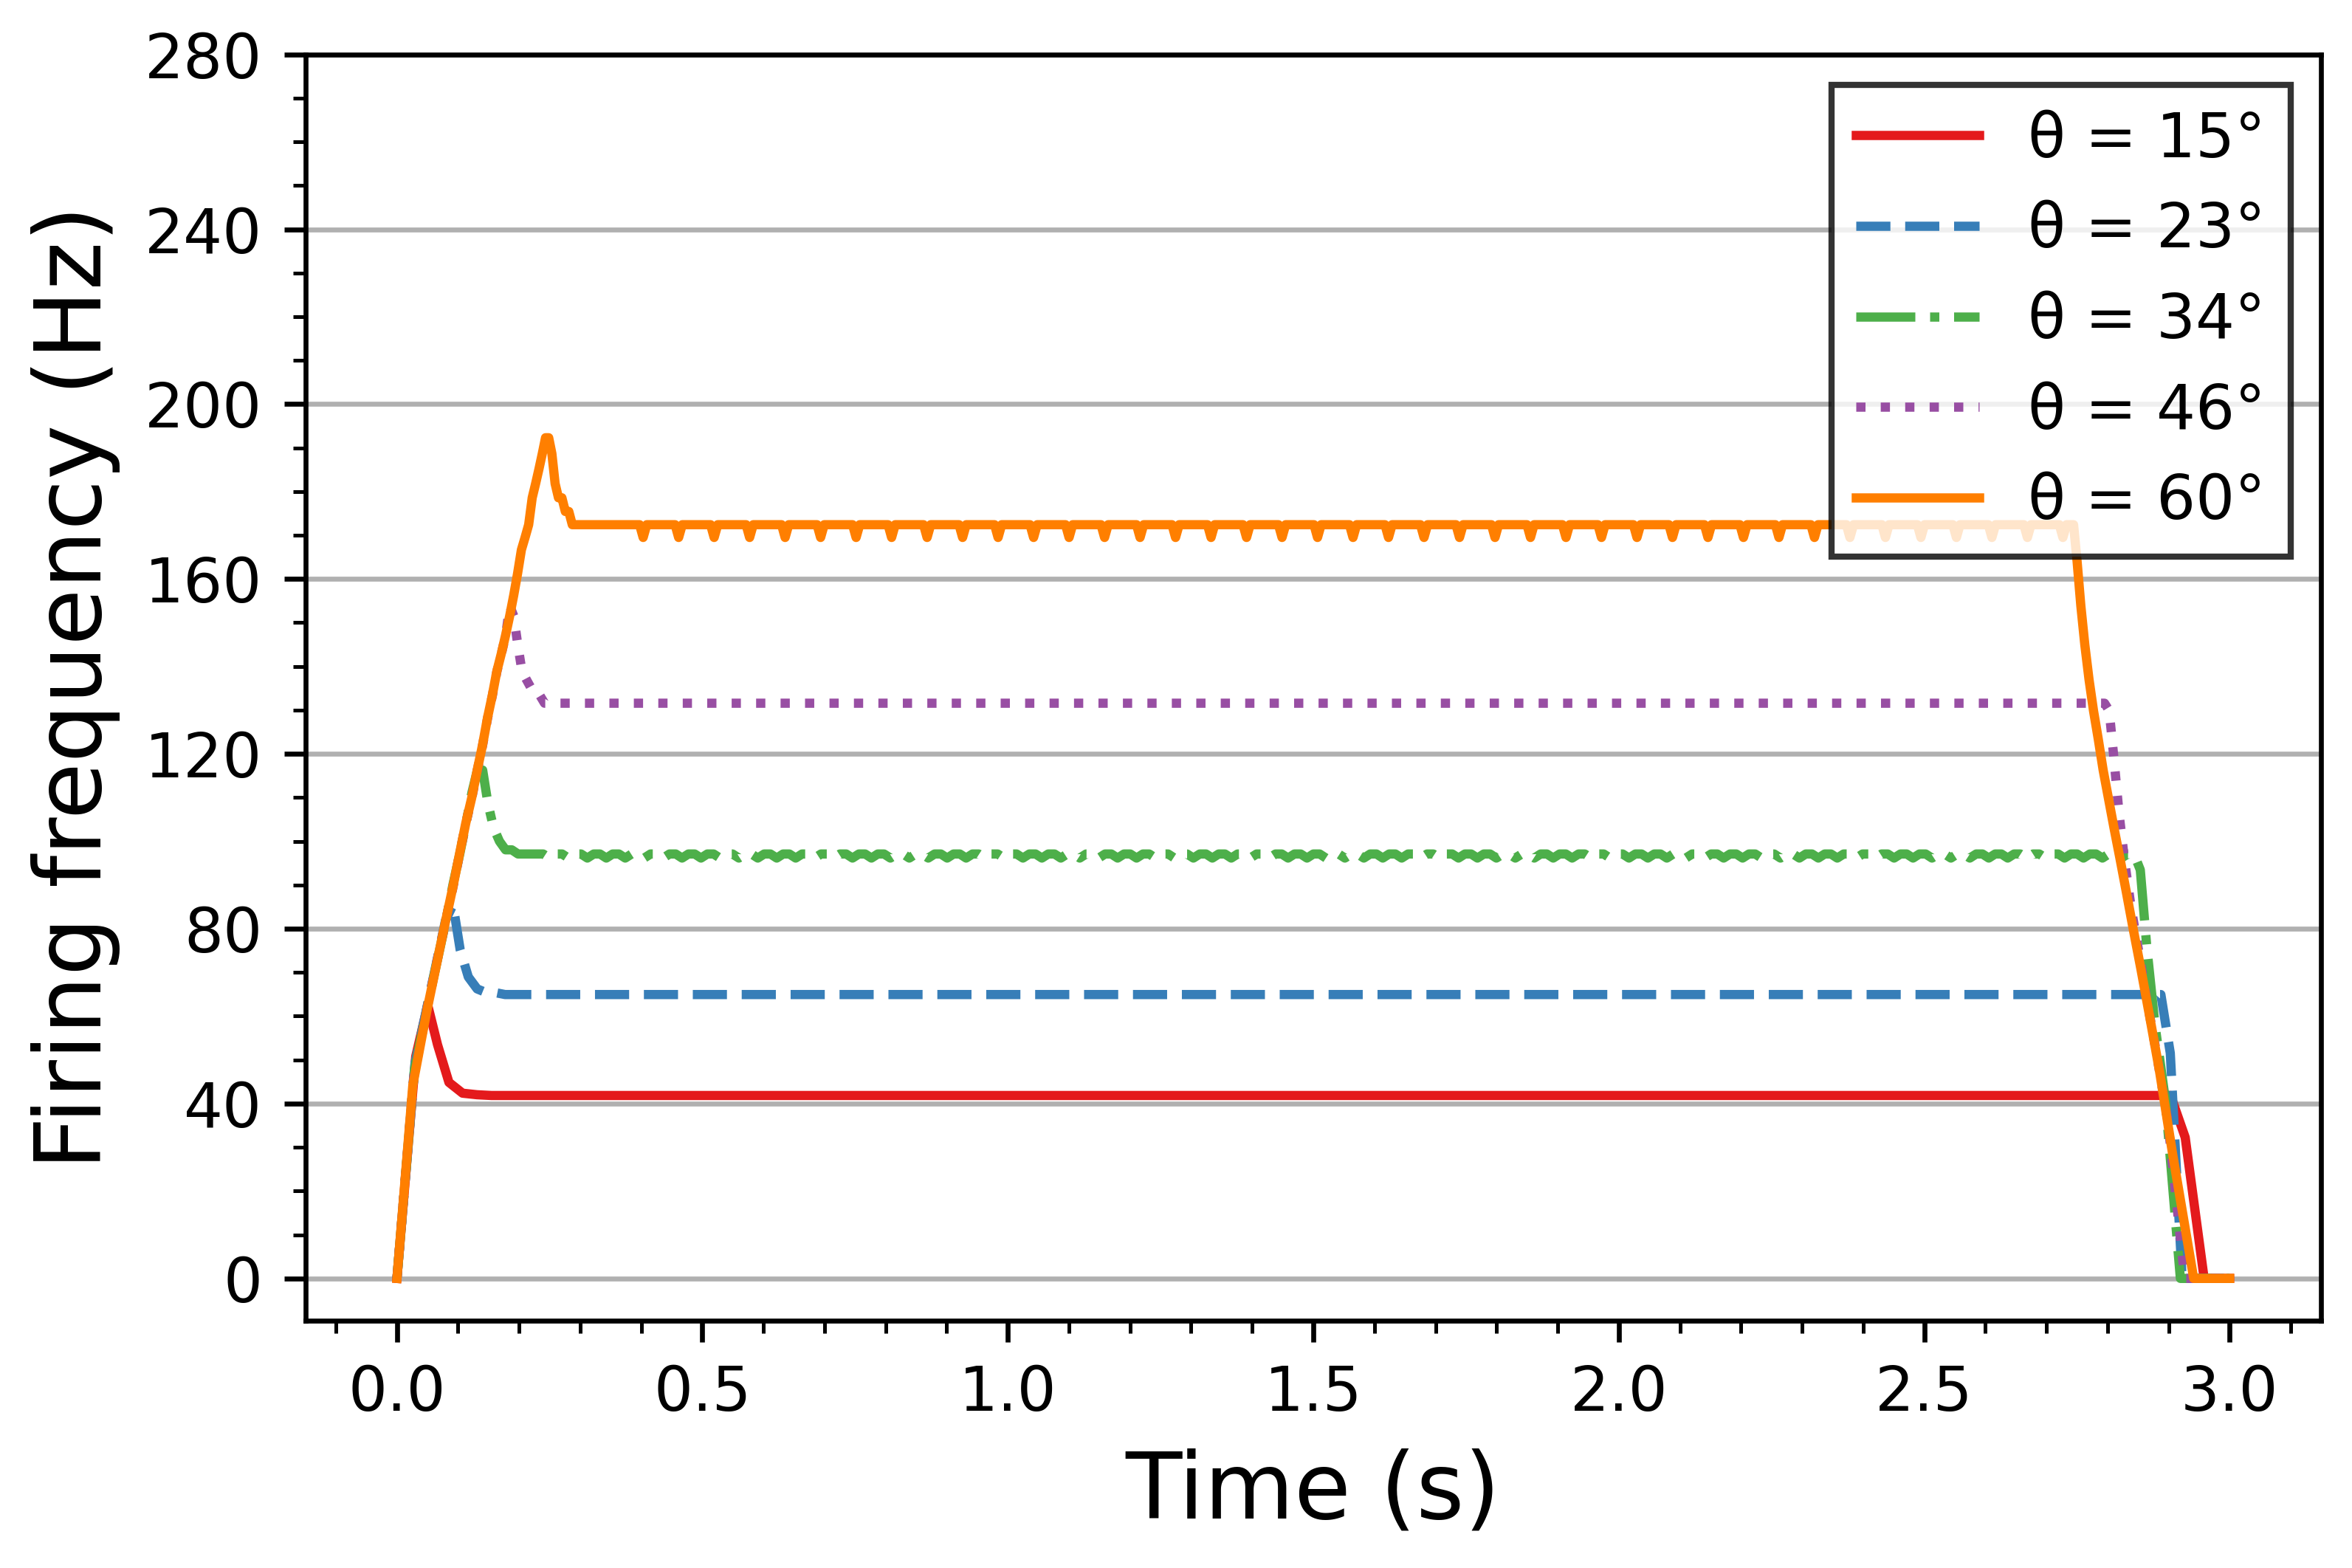 280
240
200
160
120
80
40
0
Firing frequency (Hz)
θ = 15°
θ = 23°
θ = 34°
θ = 46°
θ = 60°
0.0 0.5 1.0 1.5 2.0 2.5 3.0
Time (s)